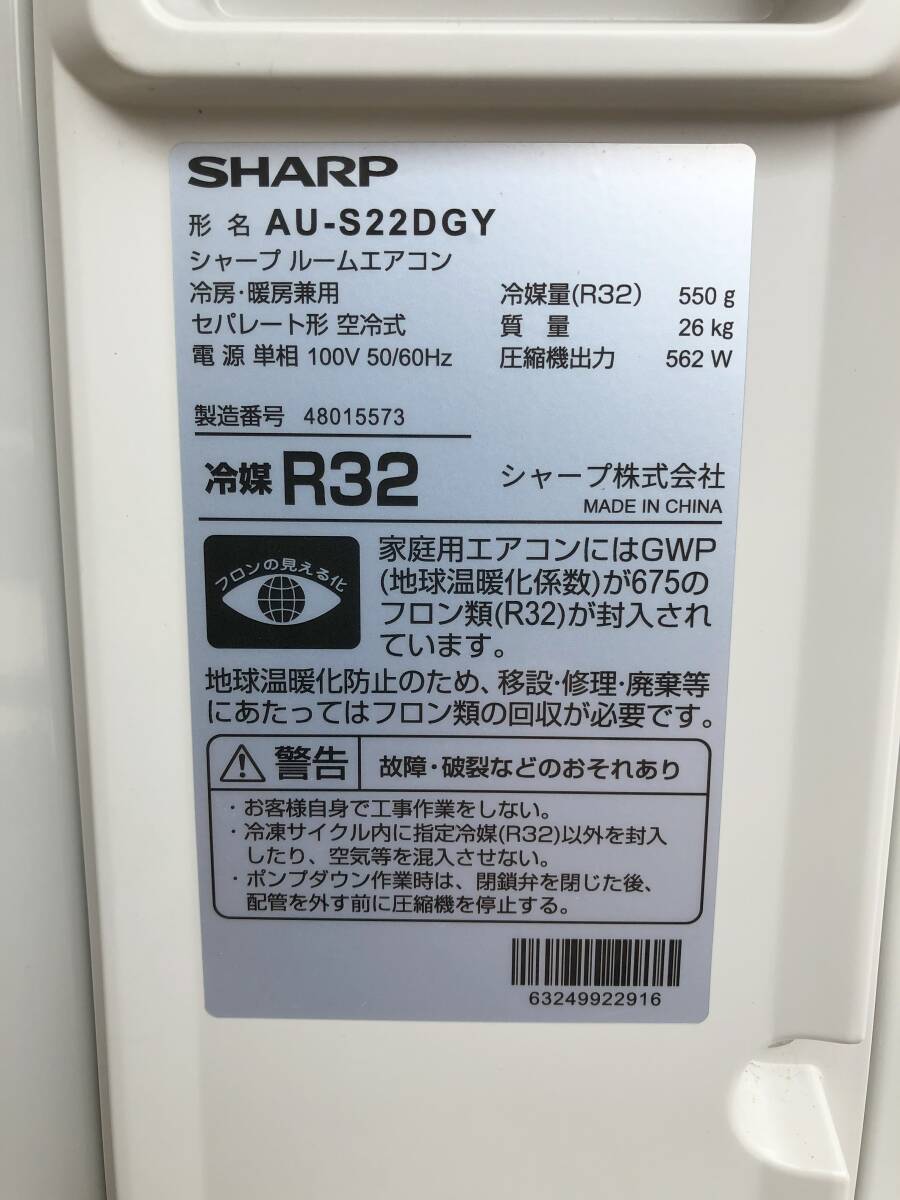 SHARP
形 名 AU-S22DGY
シャープ ルームエアコン
冷房・暖房兼用
セパレート形 空冷式
電 源 単相 100V 50/60Hz
冷媒量(R32) 550 g
質 量 26 kg
圧縮機出力 562 W
製造番号 48015573
冷媒 R32
シャープ株式会社
MADE IN CHINA
フロンの見える化
家庭用エアコンにはGWP
(地球温暖化係数)が675の
フロン類(R32)が封入され
ています。
地球温暖化防止のため、移設・修理・廃棄等
にあたってはフロン類の回収が必要です。
警告 故障・破裂などのおそれあり
・お客様自身で工事作業をしない。
・冷凍サイクル内に指定冷媒(R32)以外を封入
したり、空気等を混入させない。
・ポンプダウン作業時は、閉鎖弁を閉じた後、
配管を外す前に圧縮機を停止する。
63249922916